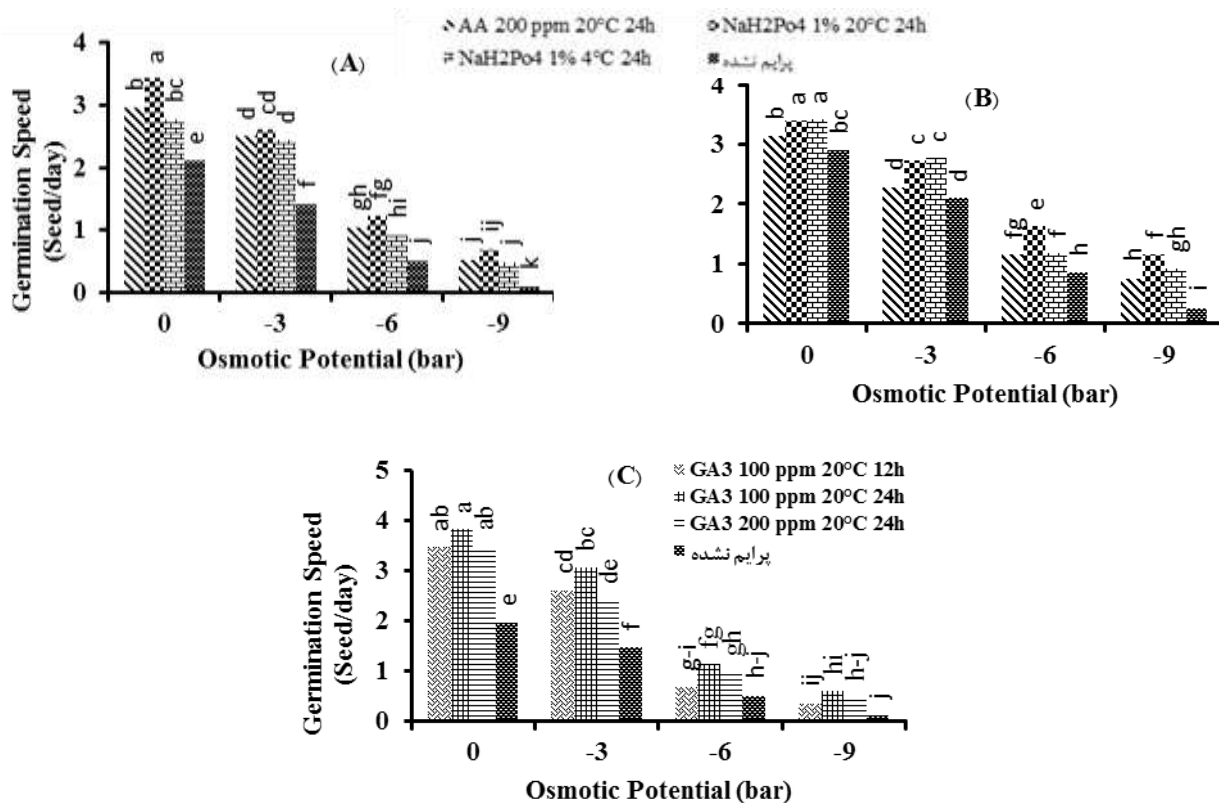 AA 200 ppm 20°C 24h
NaH2Po4 1% 20°C 24h
NaH2Po4 1% 4°C 24h
پرایم نشده
(A)
Germination Speed
(Seed/day)
4
3
2
1
0
b a bc e
d cd d f
gh fg hi j
j ij j k
0 -3 -6 -9
Osmotic Potential (bar)
(B)
4
3
2
1
0
b a a bc
d c c d
fg e f h
h f gh i
0 -3 -6 -9
Osmotic Potential (bar)
(C)
GA3 100 ppm 20°C 12h
GA3 100 ppm 20°C 24h
GA3 200 ppm 20°C 24h
پرایم نشده
Germination Speed
(Seed/day)
5
4
3
2
1
0
ab a ab e
cd bc de f
g-i fg gh h-j
ij hi h-j j
0 -3 -6 -9
Osmotic Potential (bar)